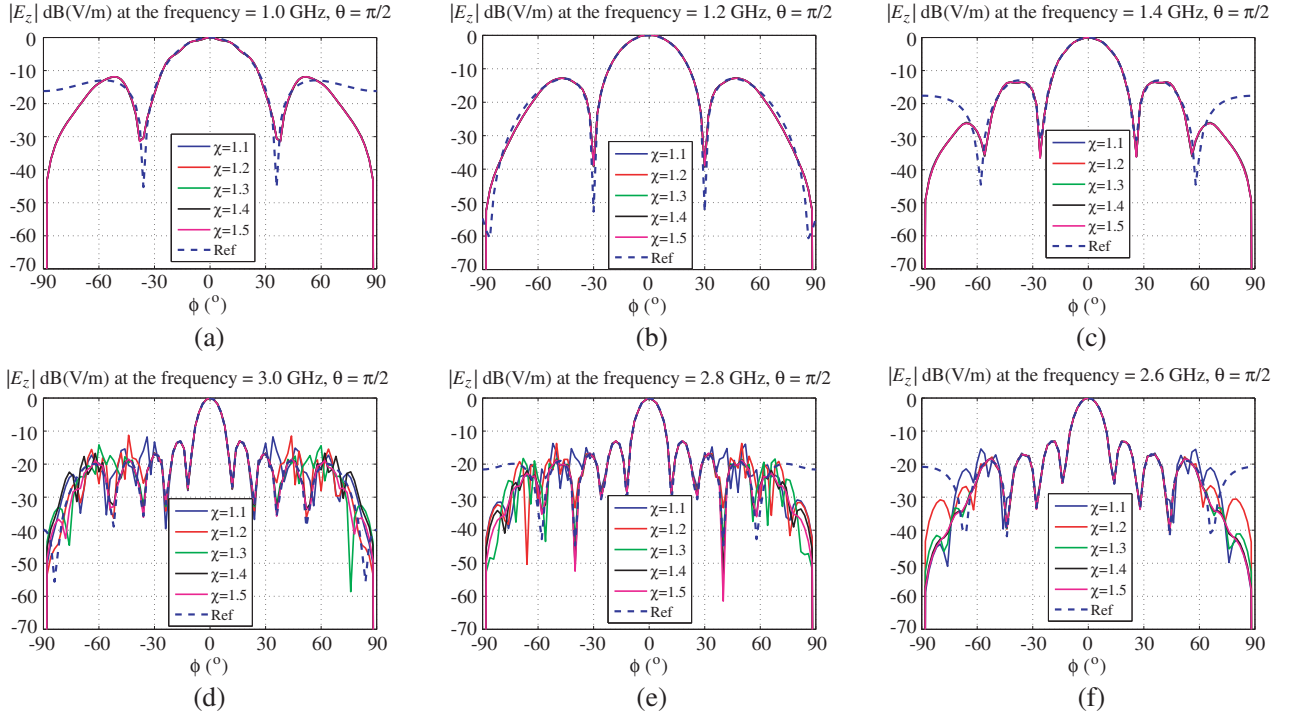 |E_z| dB(V/m) at the frequency = 1.0 GHz, θ = π/2
0
-10
-20
-30
-40
-50
-60
-70
χ=1.1
χ=1.2
χ=1.3
χ=1.4
χ=1.5
Ref
-90 -60 -30 0 30 60 90
ϕ (°)
(a)
|E_z| dB(V/m) at the frequency = 1.2 GHz, θ = π/2
0
-10
-20
-30
-40
-50
-60
-70
χ=1.1
χ=1.2
χ=1.3
χ=1.4
χ=1.5
Ref
-90 -60 -30 0 30 60 90
ϕ (°)
(b)
|E_z| dB(V/m) at the frequency = 1.4 GHz, θ = π/2
0
-10
-20
-30
-40
-50
-60
-70
χ=1.1
χ=1.2
χ=1.3
χ=1.4
χ=1.5
Ref
-90 -60 -30 0 30 60 90
ϕ (°)
(c)
|E_z| dB(V/m) at the frequency = 3.0 GHz, θ = π/2
0
-10
-20
-30
-40
-50
-60
-70
χ=1.1
χ=1.2
χ=1.3
χ=1.4
χ=1.5
Ref
-90 -60 -30 0 30 60 90
ϕ (°)
(d)
|E_z| dB(V/m) at the frequency = 2.8 GHz, θ = π/2
0
-10
-20
-30
-40
-50
-60
-70
χ=1.1
χ=1.2
χ=1.3
χ=1.4
χ=1.5
Ref
-90 -60 -30 0 30 60 90
ϕ (°)
(e)
|E_z| dB(V/m) at the frequency = 2.6 GHz, θ = π/2
0
-10
-20
-30
-40
-50
-60
-70
χ=1.1
χ=1.2
χ=1.3
χ=1.4
χ=1.5
Ref
-90 -60 -30 0 30 60 90
ϕ (°)
(f)